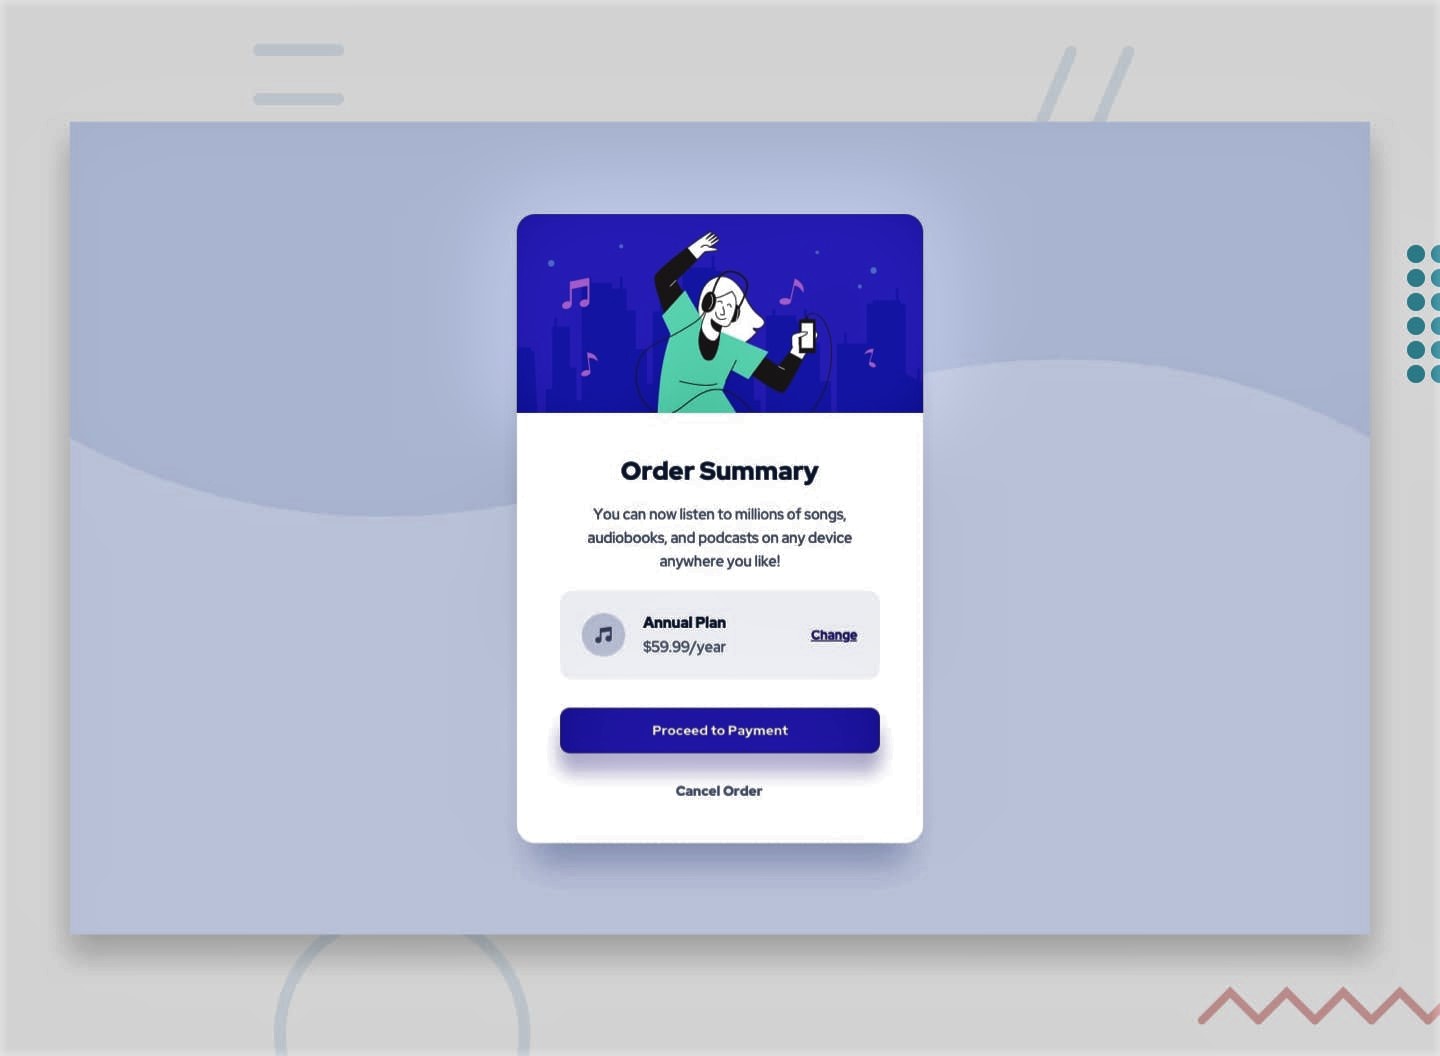 Order Summary
You can now listen to millions of songs,
audiobooks, and podcasts on any device
anywhere you like!
Annual Plan
$59.99/year
Change
Proceed to Payment
Cancel Order